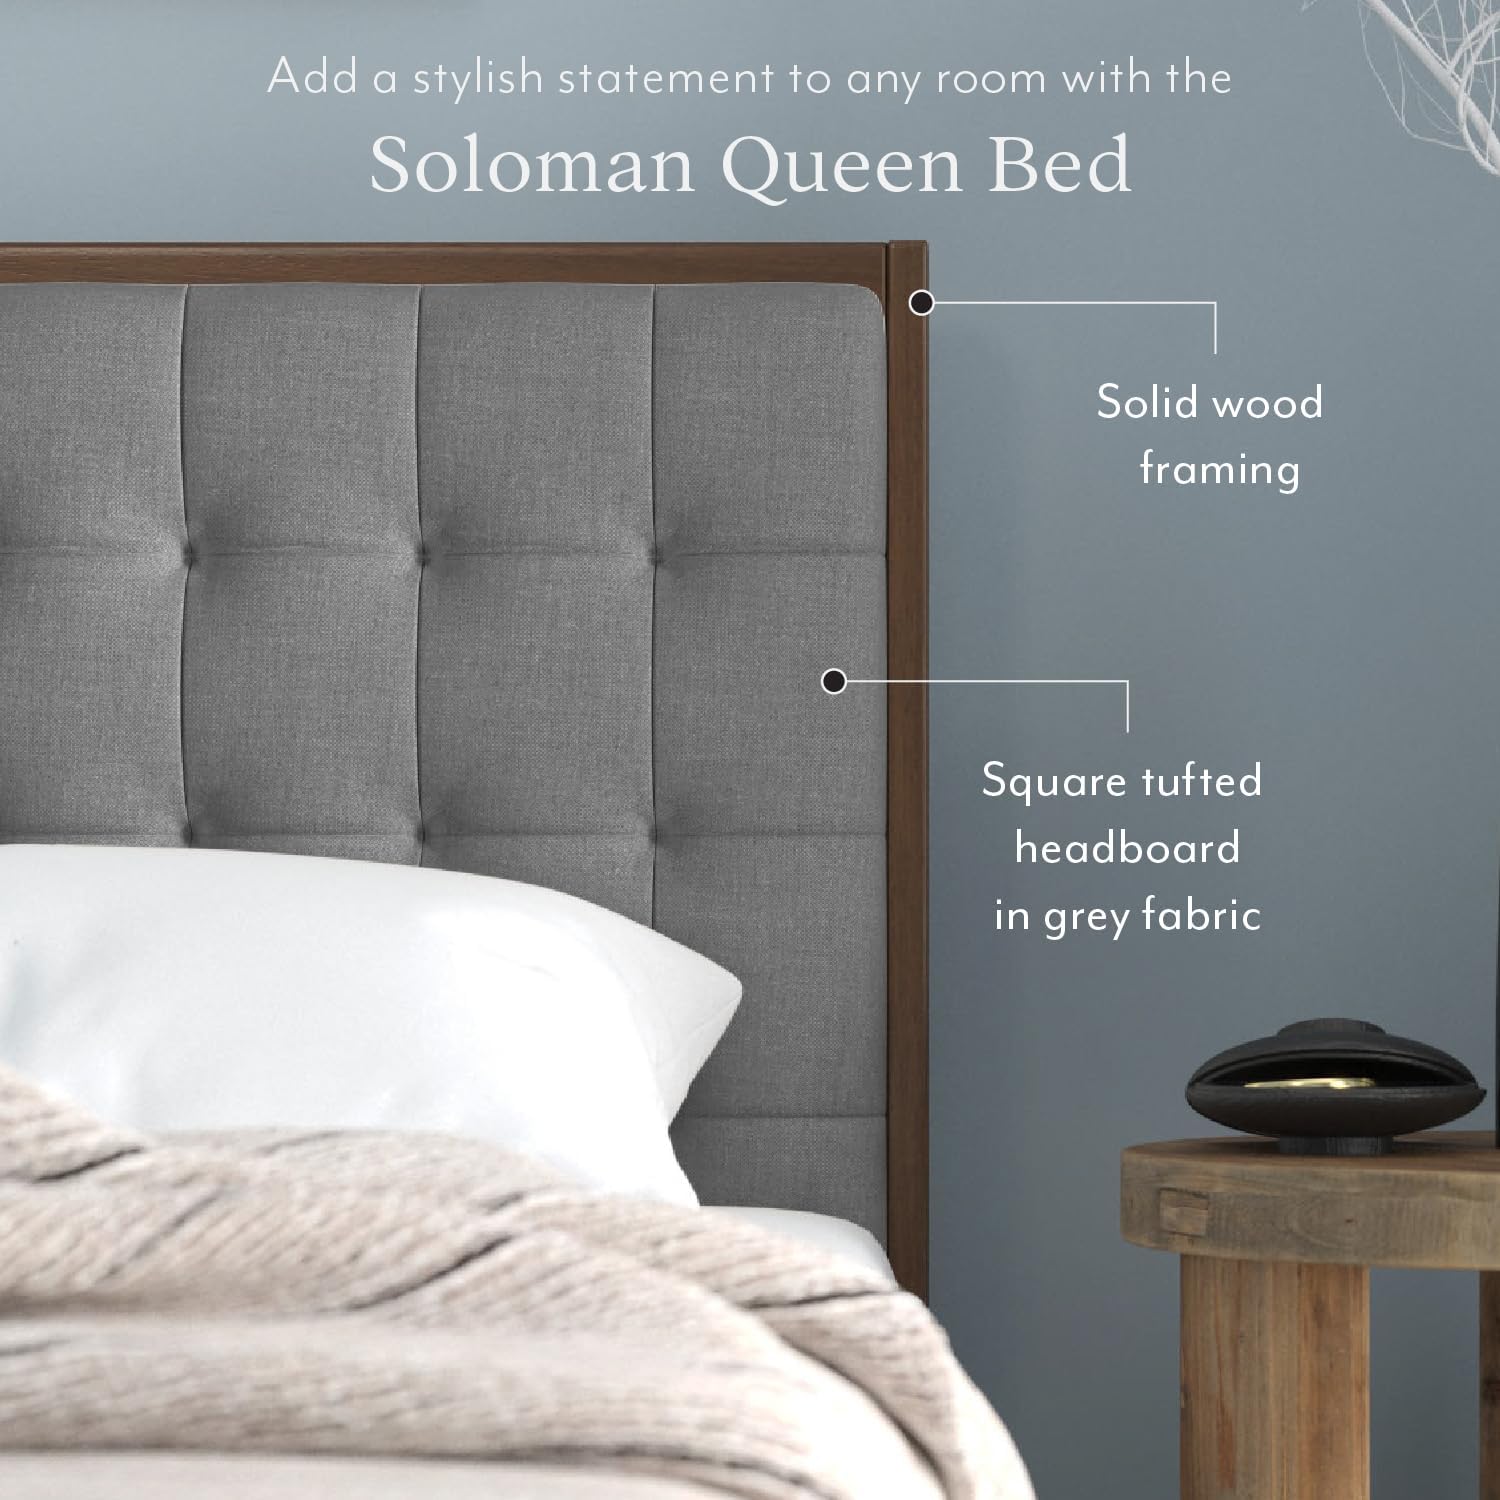 Add a stylish statement to any room with the
Soloman Queen Bed
Solid wood
framing
Square tufted
headboard
in grey fabric